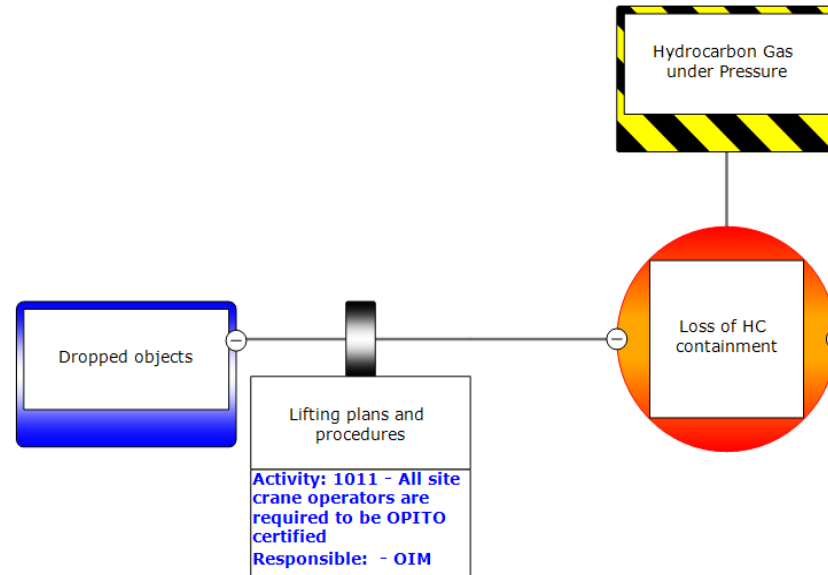 Hydrocarbon Gas
under Pressure
Dropped objects
Loss of HC
containment
Lifting plans and
procedures
Activity: 1011 - All site
crane operators are
required to be OPITO
certified
Responsible:  - OIM